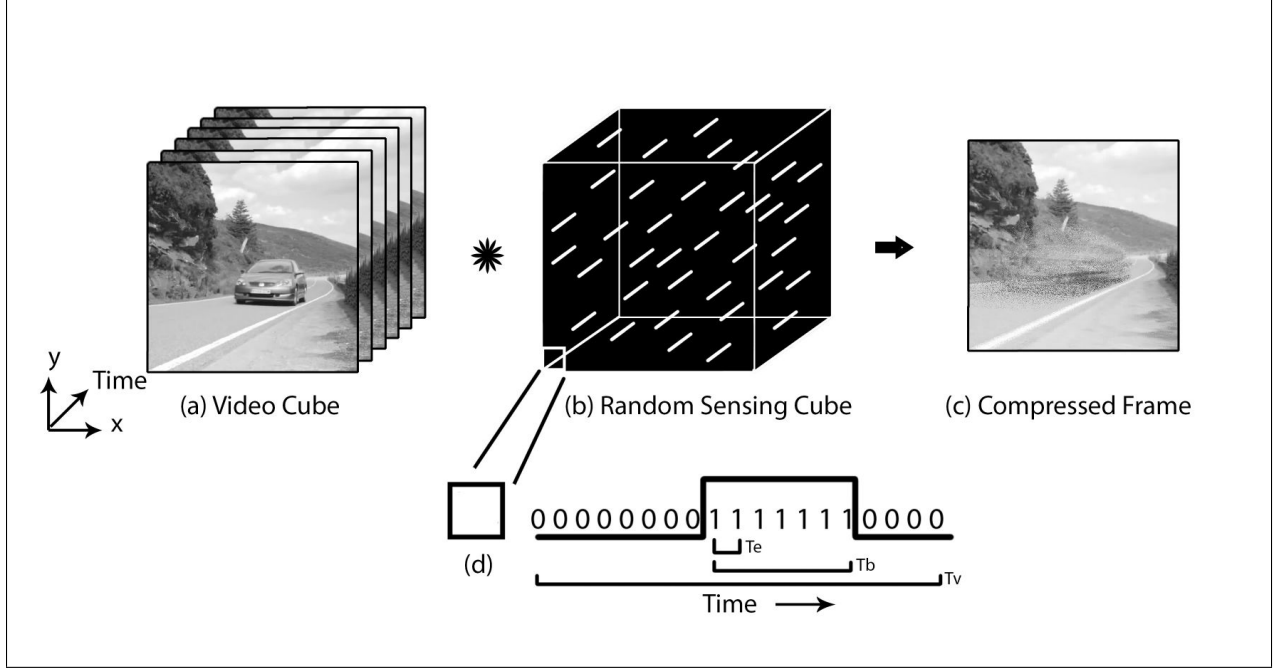 y
Time
x
(a) Video Cube
(b) Random Sensing Cube
(c) Compressed Frame
(d)
0 0 0 0 0 0 0 0 1 1 1 1 1 1 1 0 0 0 0
Te
Tb
Tv
Time